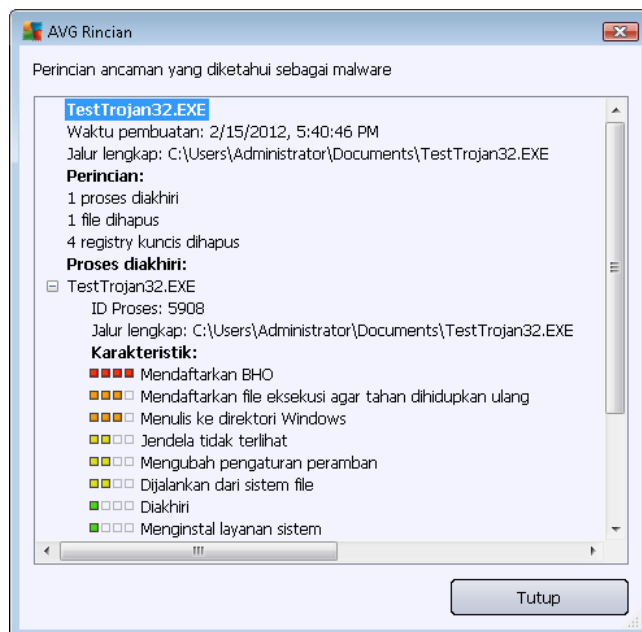 AVG Rincian
Perincian ancaman yang diketahui sebagai malware
TestTrojan32.EXE
Waktu pembuatan: 2/15/2012, 5:40:46 PM
Jalur lengkap: C:\Users\Administrator\Documents\TestTrojan32.EXE
Perincian:
1 proses diakhiri
1 file dihapus
4 registry kuncis dihapus
Proses diakhiri:
TestTrojan32.EXE
ID Proses: 5908
Jalur lengkap: C:\Users\Administrator\Documents\TestTrojan32.EXE
Karakteristik:
Mendaftarkan BHO
Mendaftarkan file eksekusi agar tahan dihidupkan ulang
Menulis ke direktori Windows
Jendela tidak terlihat
Mengubah pengaturan peramban
Dijalankan dari sistem file
Diakhiri
Menginstal layanan sistem
Tutup